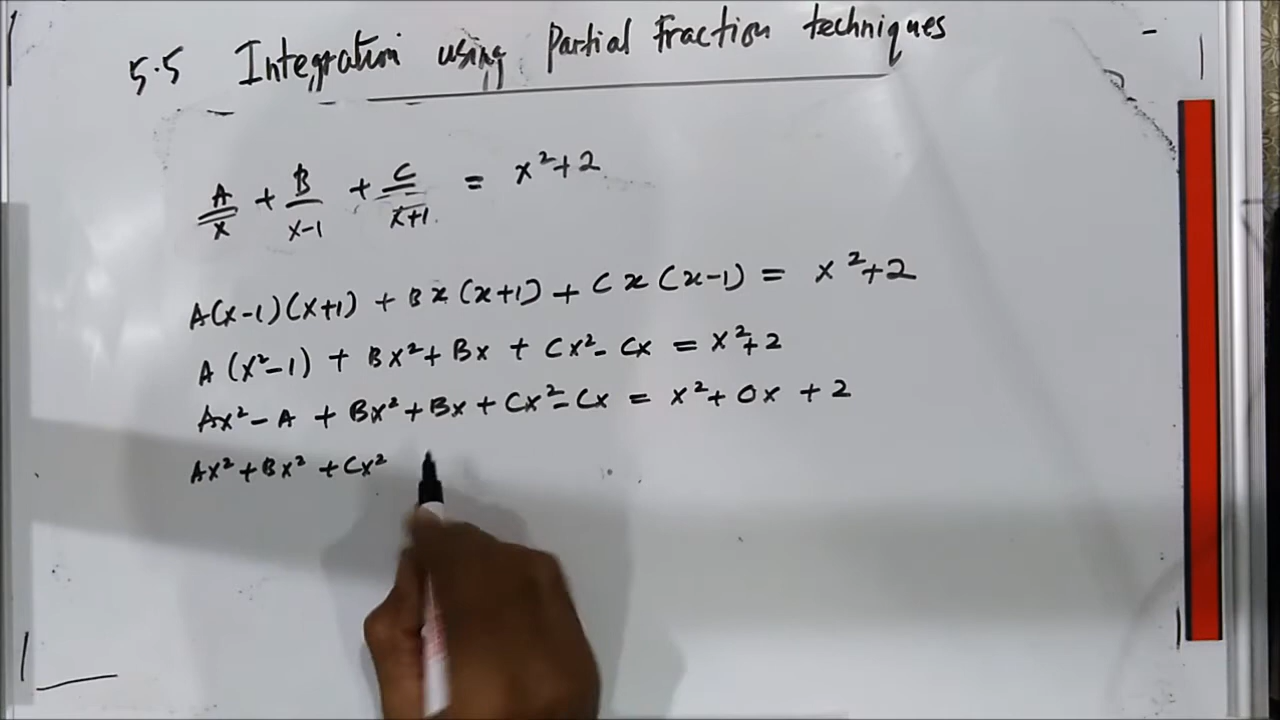 5.5 Integration using Partial Fraction techniques
A/x + B/x-1 + C/x+1 = x²+2
A(x-1)(x+1) + Bx(x+1) + Cx(x-1) = x²+2
A(x²-1) + Bx² + Bx + Cx² - Cx = x²+2
Ax² - A + Bx² + Bx + Cx² - Cx = x² + 0x + 2
Ax² + Bx² + Cx²